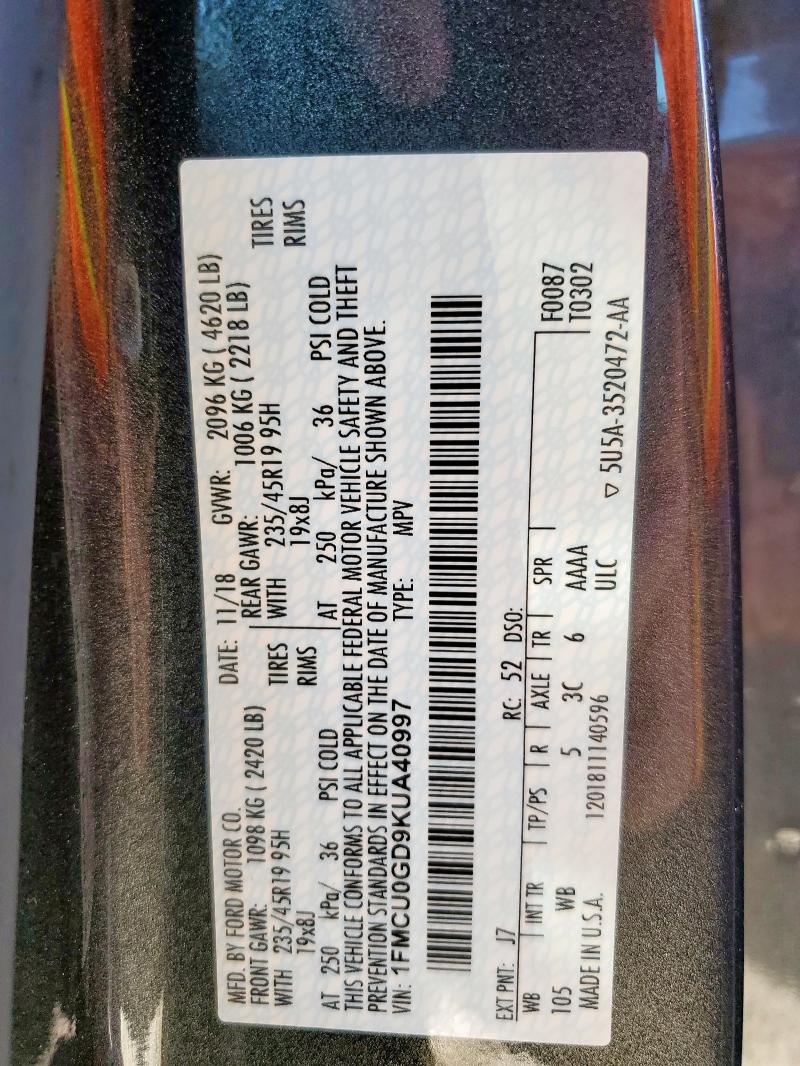 MFD. BY FORD MOTOR CO. DATE: 11/18 GVWR: 2096 KG ( 4620 LB)
FRONT GAWR: 1098 KG ( 2420 LB) REAR GAWR: 1006 KG ( 2218 LB)
WITH 235/45R19 95H TIRES WITH 235/45R19 95H TIRES
19x8J RIMS 19x8J RIMS
AT 250 kPa/ 36 PSI COLD AT 250 kPa/ 36 PSI COLD
THIS VEHICLE CONFORMS TO ALL APPLICABLE FEDERAL MOTOR VEHICLE SAFETY AND THEFT
PREVENTION STANDARDS IN EFFECT ON THE DATE OF MANUFACTURE SHOWN ABOVE.
VIN: 1FMCU0GD9KUA40997 TYPE: MPV
EXT PNT: J7 RC: 52 DSO:
WB INT TR TP/PS R AXLE TR SPR F0087
105 WB 5 3C 6 AAAA T0302
ULC
MADE IN U.S.A. 1201811140596 5U5A-3520472-AA